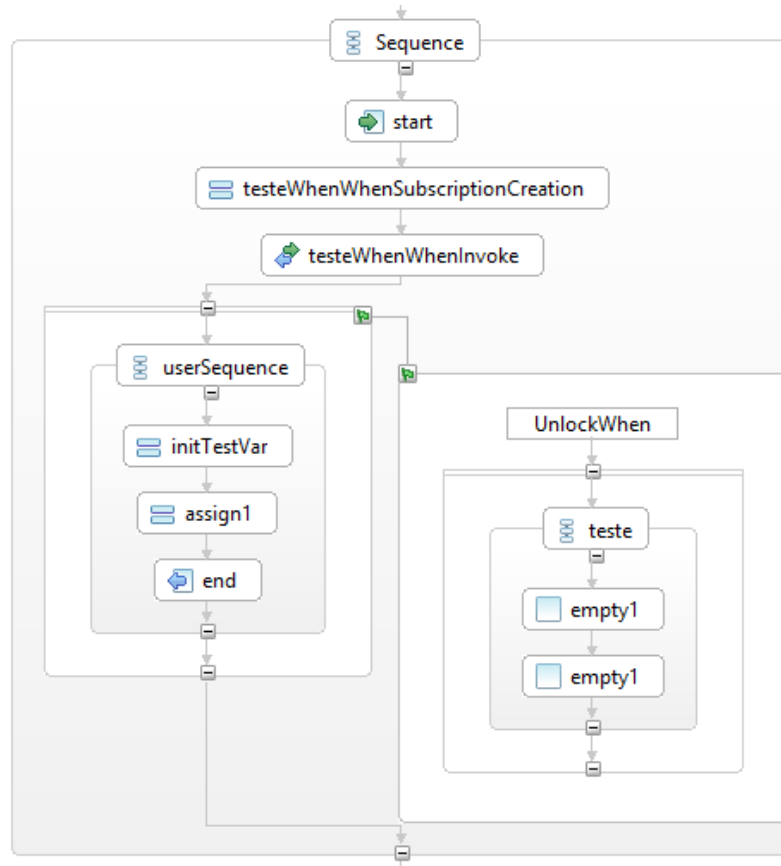 Sequence
start
testeWhenWhenSubscriptionCreation
testeWhenWhenInvoke
userSequence
initTestVar
assign1
end
UnlockWhen
teste
empty1
empty1